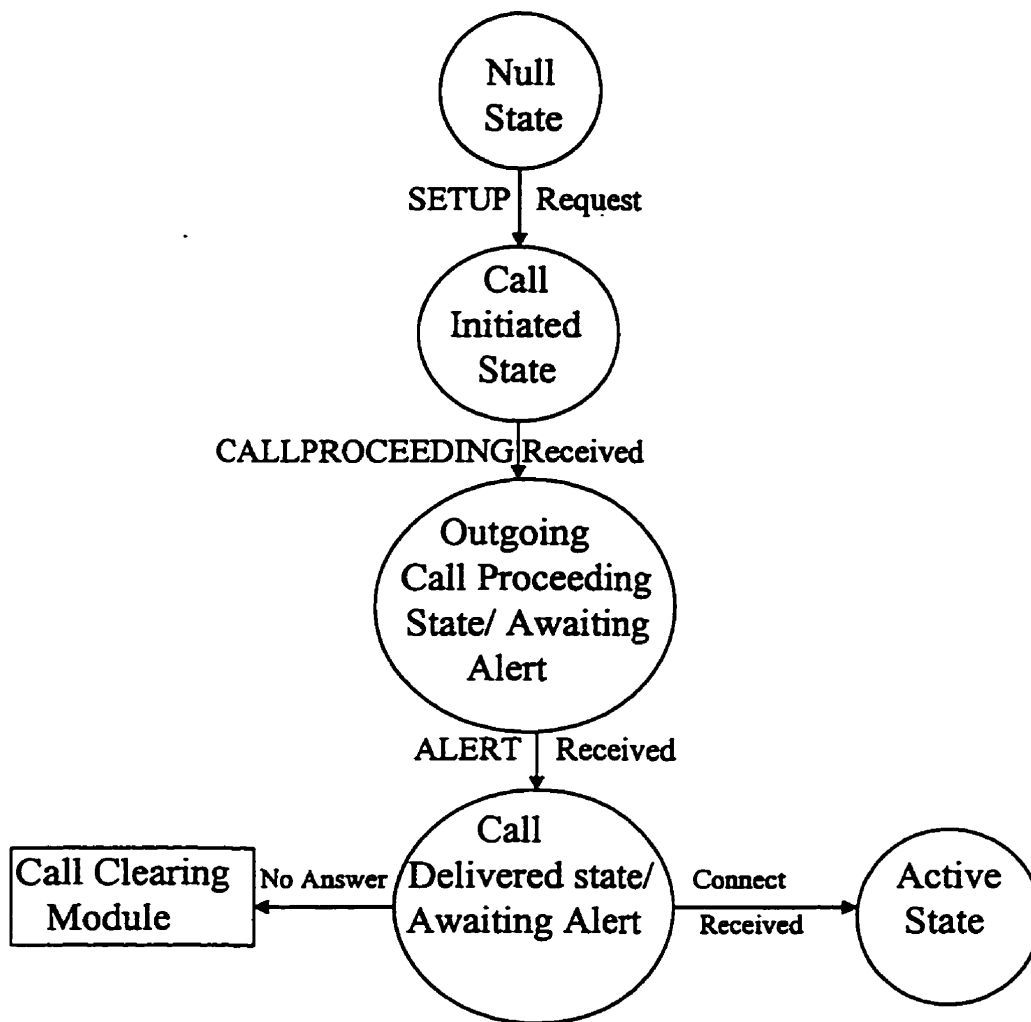 Null
State
SETUP Request
Call
Initiated
State
CALLPROCEEDING Received
Outgoing
Call Proceeding
State/ Awaiting
Alert
ALERT Received
Call
Delivered state/
Awaiting Alert
Call Clearing
Module
No Answer
Connect
Received
Active
State